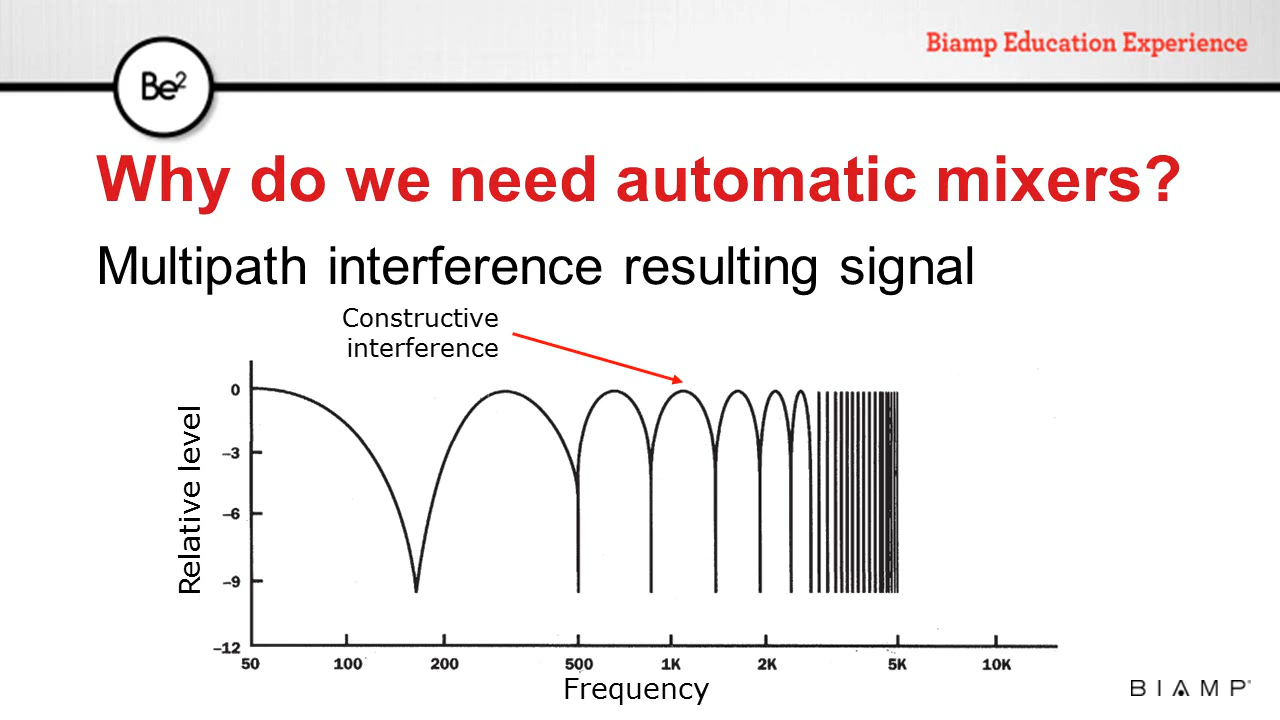 Biamp Education Experience
Be²
Why do we need automatic mixers?
Multipath interference resulting signal
Constructive
interference
Relative level
0
–3
–6
–9
–12
50 100 200 500 1K 2K 5K 10K
Frequency
BIAMP®